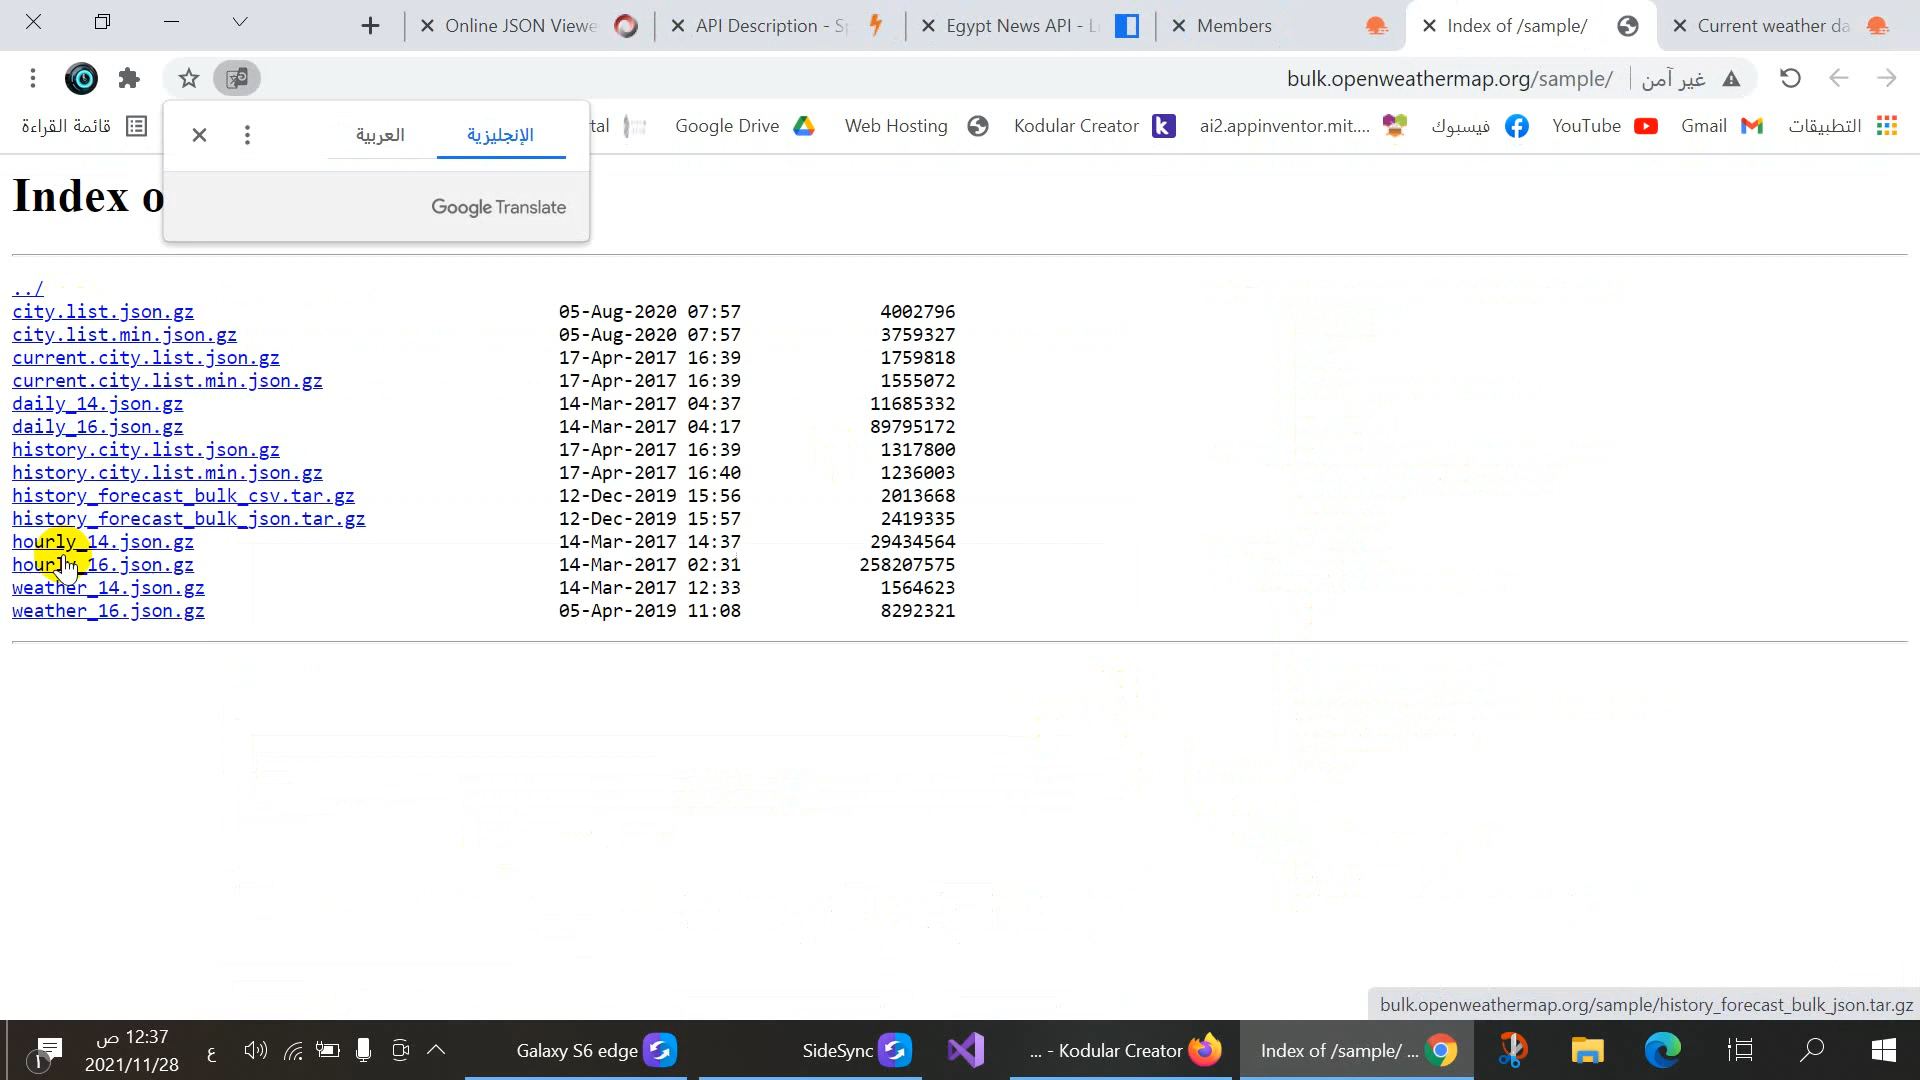 Online JSON Viewe
API Description - S
Egypt News API - L
Members
Index of /sample/
Current weather da
bulk.openweathermap.org/sample/
غير آمن
قائمة القراءة
tal
Google Drive
Web Hosting
Kodular Creator
ai2.appinventor.mit....
فيسبوك
YouTube
Gmail
التطبيقات
العربية
الإنجليزية
Google Translate
Index o
../
city.list.json.gz 05-Aug-2020 07:57 4002796
city.list.min.json.gz 05-Aug-2020 07:57 3759327
current.city.list.json.gz 17-Apr-2017 16:39 1759818
current.city.list.min.json.gz 17-Apr-2017 16:39 1555072
daily_14.json.gz 14-Mar-2017 04:37 11685332
daily_16.json.gz 14-Mar-2017 04:17 89795172
history.city.list.json.gz 17-Apr-2017 16:39 1317800
history.city.list.min.json.gz 17-Apr-2017 16:40 1236003
history_forecast_bulk_csv.tar.gz 12-Dec-2019 15:56 2013668
history_forecast_bulk_json.tar.gz 12-Dec-2019 15:57 2419335
hourly_14.json.gz 14-Mar-2017 14:37 29434564
hourly_16.json.gz 14-Mar-2017 02:31 258207575
weather_14.json.gz 14-Mar-2017 12:33 1564623
weather_16.json.gz 05-Apr-2019 11:08 8292321
bulk.openweathermap.org/sample/history_forecast_bulk_json.tar.gz
12:37 ص
2021/11/28
ع
Galaxy S6 edge
SideSync
... - Kodular Creator
Index of /sample/ ...